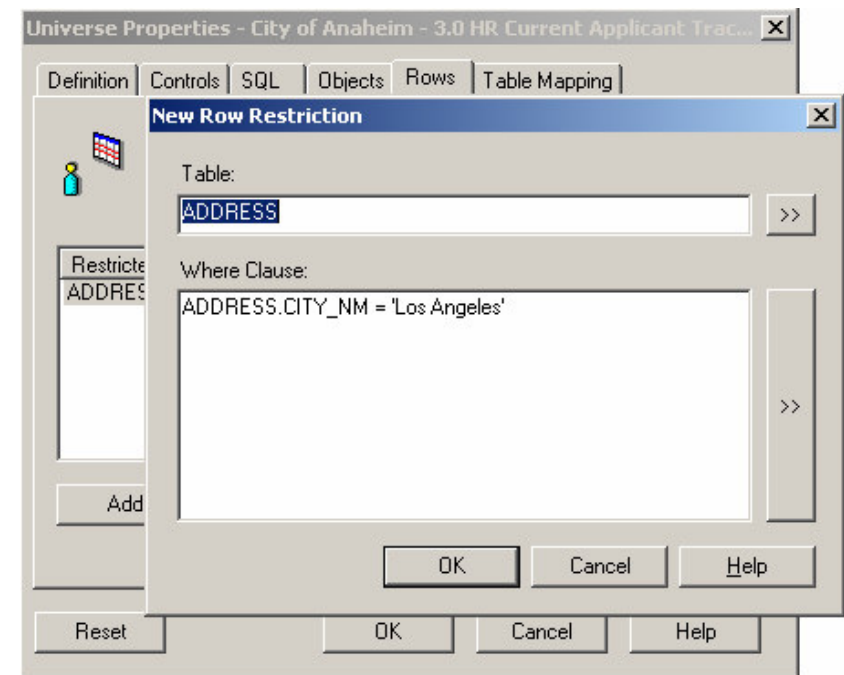 Universe Properties - City of Anaheim - 3.0 HR Current Applicant Trac...
Definition Controls SQL Objects Rows Table Mapping
New Row Restriction
Table:
ADDRESS
>>
Restricte
Where Clause:
ADDRES
ADDRESS.CITY_NM = 'Los Angeles'
>>
Add
OK Cancel Help
Reset OK Cancel Help